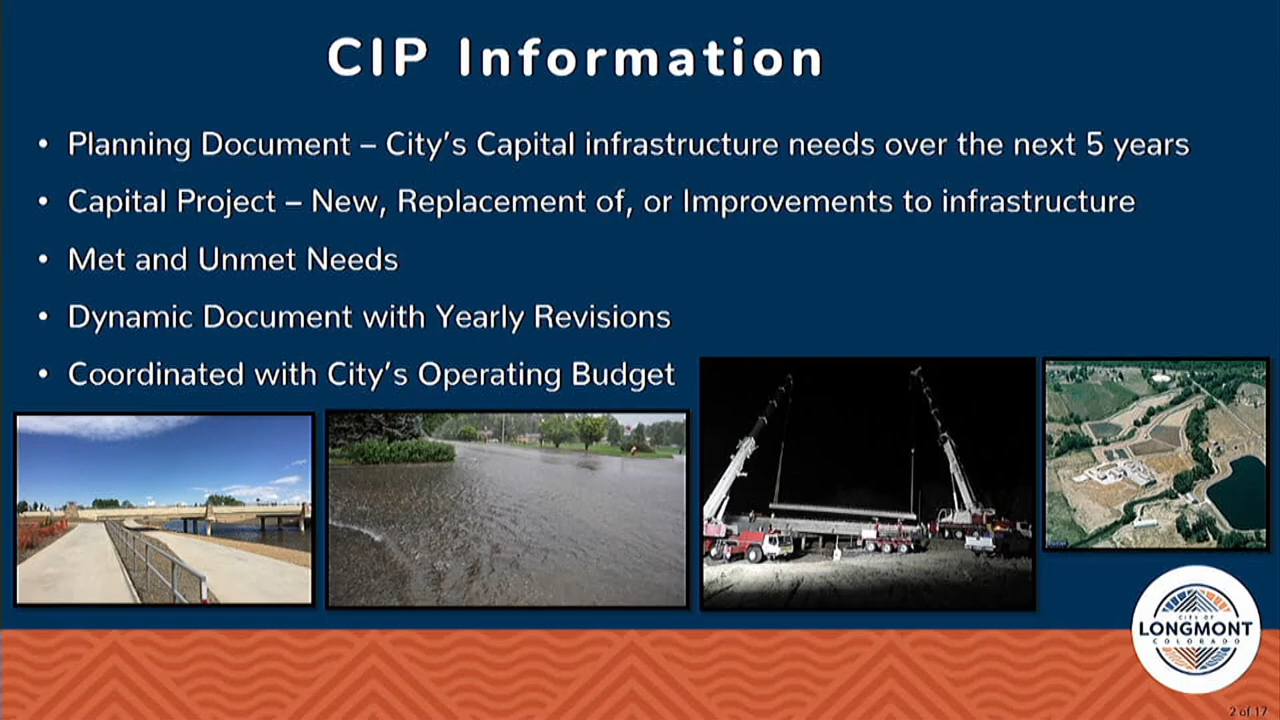 CIP Information
• Planning Document – City's Capital infrastructure needs over the next 5 years
• Capital Project – New, Replacement of, or Improvements to infrastructure
• Met and Unmet Needs
• Dynamic Document with Yearly Revisions
• Coordinated with City's Operating Budget
CITY OF
LONGMONT
COLORADO
2 of 17